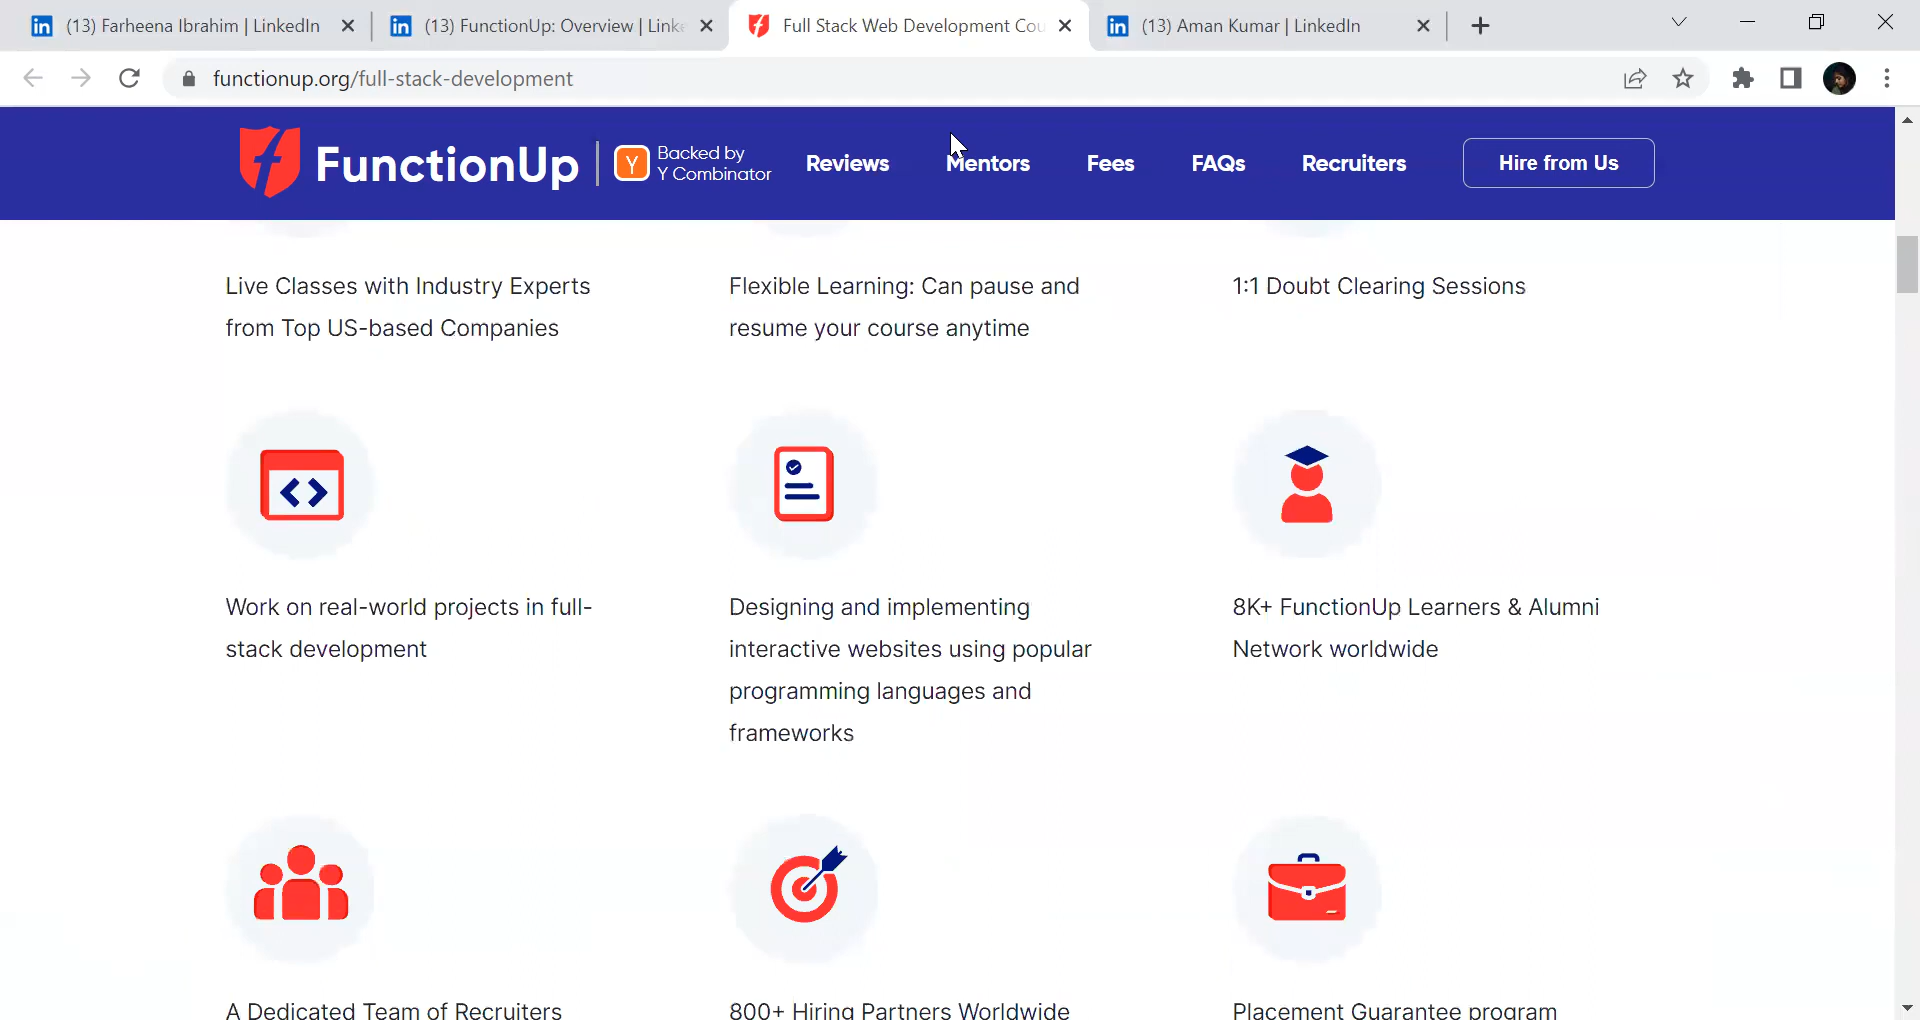 (13) Farheena Ibrahim | LinkedIn
(13) FunctionUp: Overview | Linke
Full Stack Web Development Cou
(13) Aman Kumar | LinkedIn
functionup.org/full-stack-development
FunctionUp
Y
Backed by
Y Combinator
Reviews
Mentors
Fees
FAQs
Recruiters
Hire from Us
Live Classes with Industry Experts
from Top US-based Companies
Flexible Learning: Can pause and
resume your course anytime
1:1 Doubt Clearing Sessions
Work on real-world projects in full-
stack development
Designing and implementing
interactive websites using popular
programming languages and
frameworks
8K+ FunctionUp Learners & Alumni
Network worldwide
A Dedicated Team of Recruiters
800+ Hiring Partners Worldwide
Placement Guarantee program